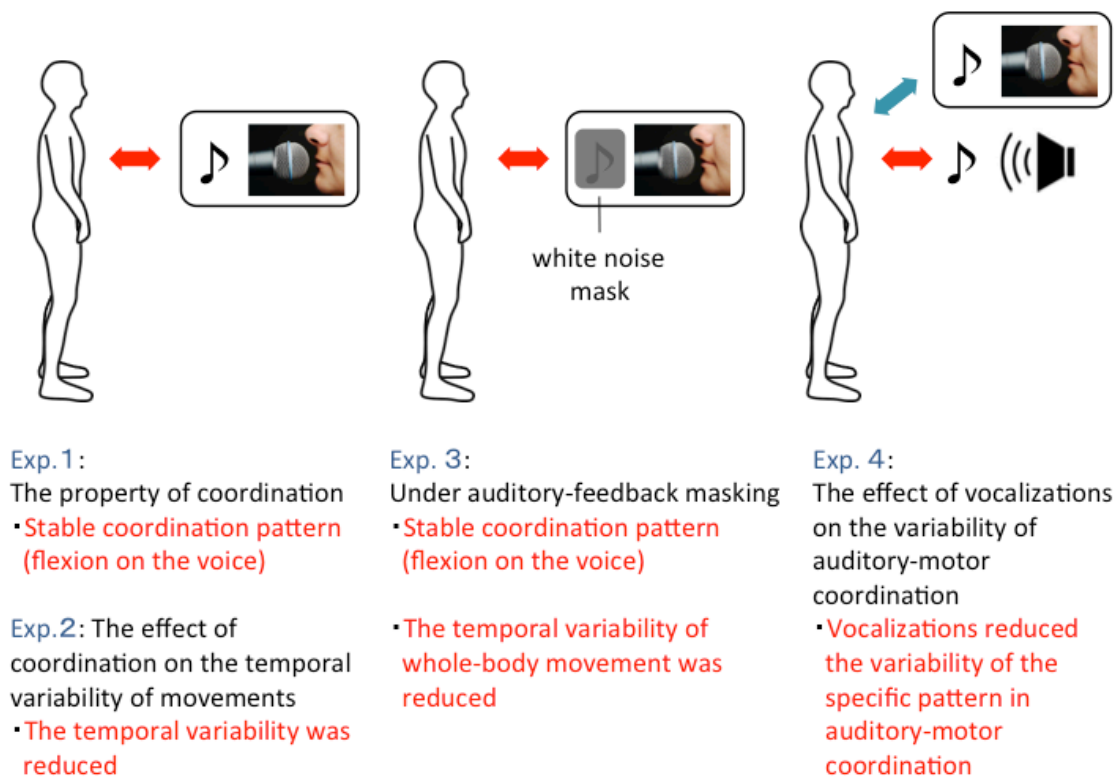 white noise
mask
Exp.1:
The property of coordination
・Stable coordination pattern
(flexion on the voice)
Exp.2: The effect of
coordination on the temporal
variability of movements
・The temporal variability was
reduced
Exp. 3:
Under auditory-feedback masking
・Stable coordination pattern
(flexion on the voice)
・The temporal variability of
whole-body movement was
reduced
Exp. 4:
The effect of vocalizations
on the variability of
auditory-motor
coordination
・Vocalizations reduced
the variability of the
specific pattern in
auditory-motor
coordination